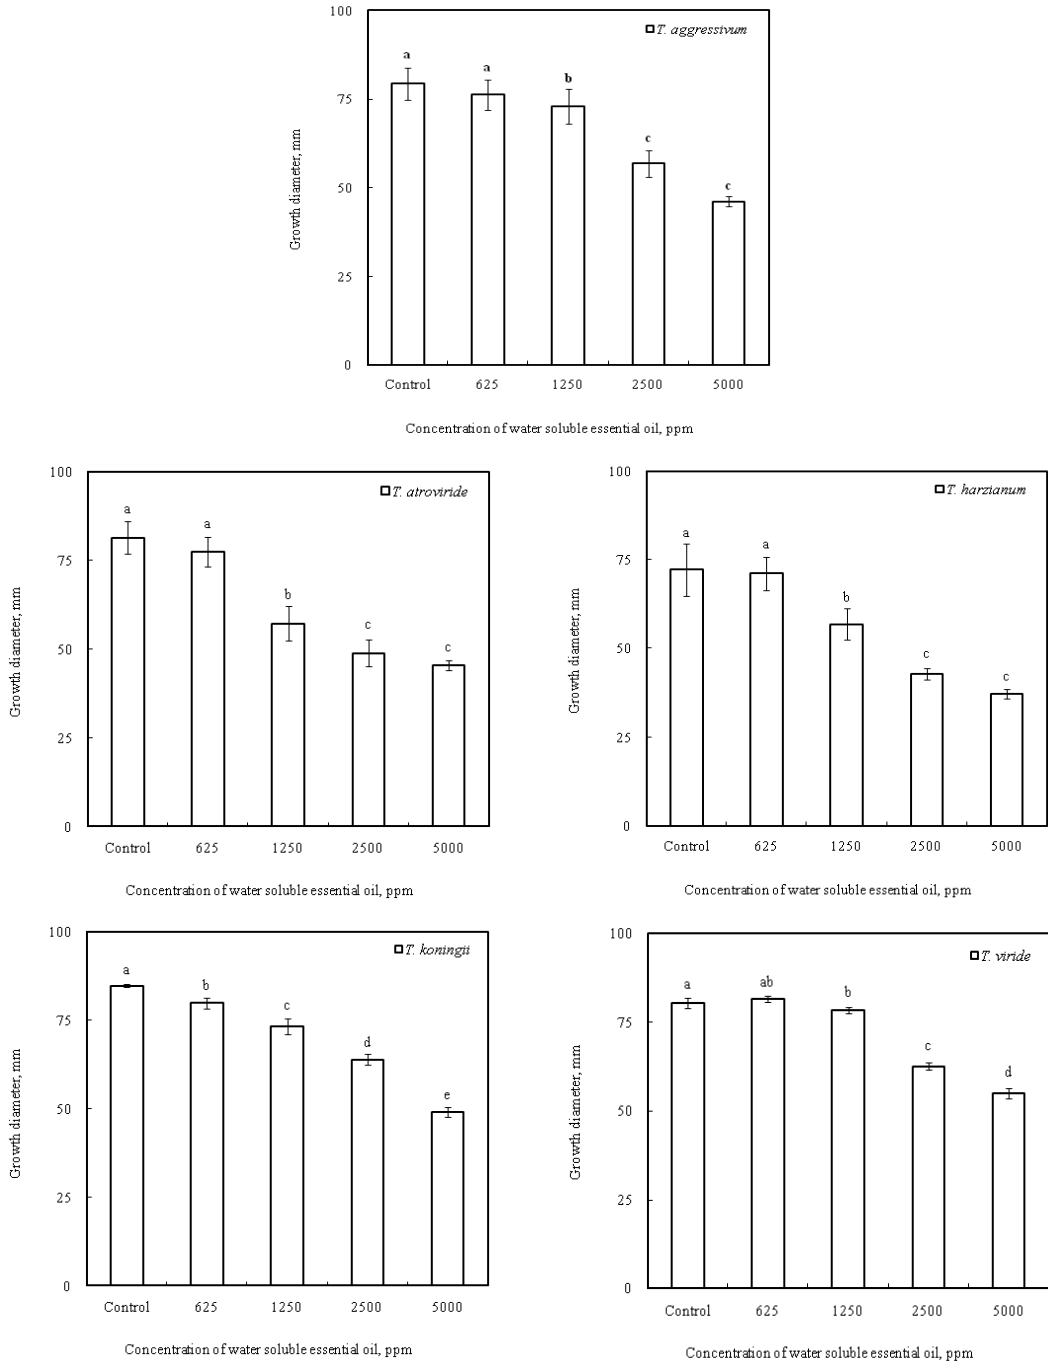 100
75
50
25
0
Growth diameter, mm
T. aggressivum
a
a
b
c
c
Control 625 1250 2500 5000
Concentration of water soluble essential oil, ppm
100
75
50
25
0
Growth diameter, mm
T. atroviride
a
a
b
c
c
Control 625 1250 2500 5000
Concentration of water soluble essential oil, ppm
100
75
50
25
0
Growth diameter, mm
T. harzianum
a
a
b
c
c
Control 625 1250 2500 5000
Concentration of water soluble essential oil, ppm
100
75
50
25
0
Growth diameter, mm
T. koningii
a
b
c
d
e
Control 625 1250 2500 5000
Concentration of water soluble essential oil, ppm
100
75
50
25
0
Growth diameter, mm
T. viride
a
ab
b
c
d
Control 625 1250 2500 5000
Concentration of water soluble essential oil, ppm